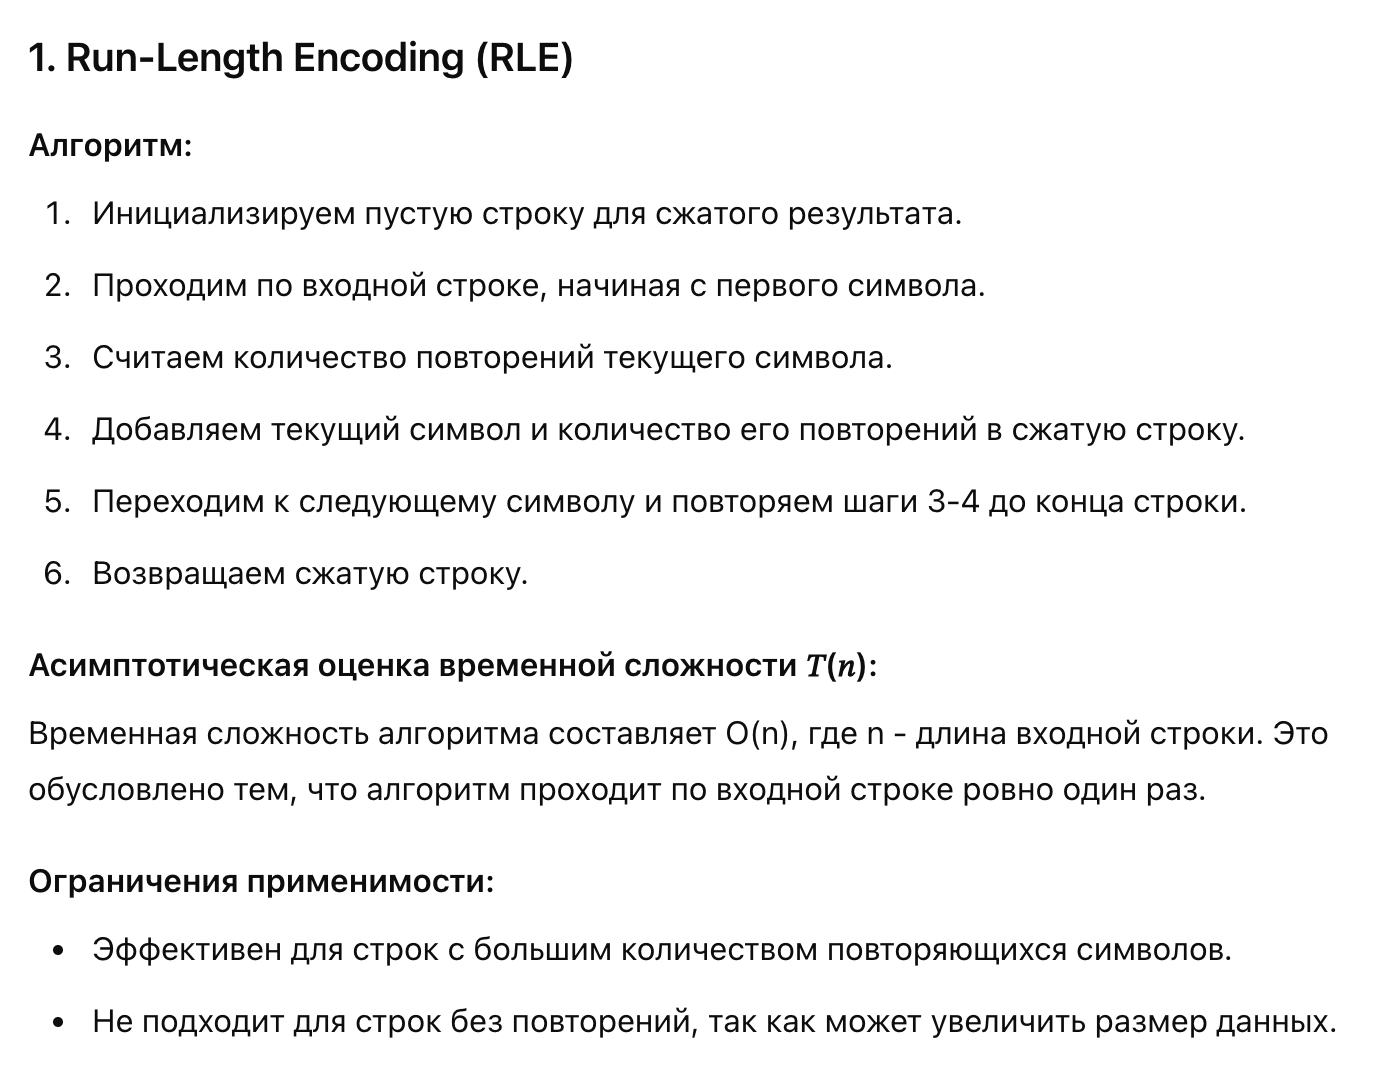 1. Run-Length Encoding (RLE)
Алгоритм:
1. Инициализируем пустую строку для сжатого результата.
2. Проходим по входной строке, начиная с первого символа.
3. Считаем количество повторений текущего символа.
4. Добавляем текущий символ и количество его повторений в сжатую строку.
5. Переходим к следующему символу и повторяем шаги 3-4 до конца строки.
6. Возвращаем сжатую строку.
Асимптотическая оценка временной сложности T(n):
Временная сложность алгоритма составляет O(n), где n - длина входной строки. Это
обусловлено тем, что алгоритм проходит по входной строке ровно один раз.
Ограничения применимости:
• Эффективен для строк с большим количеством повторяющихся символов.
• Не подходит для строк без повторений, так как может увеличить размер данных.